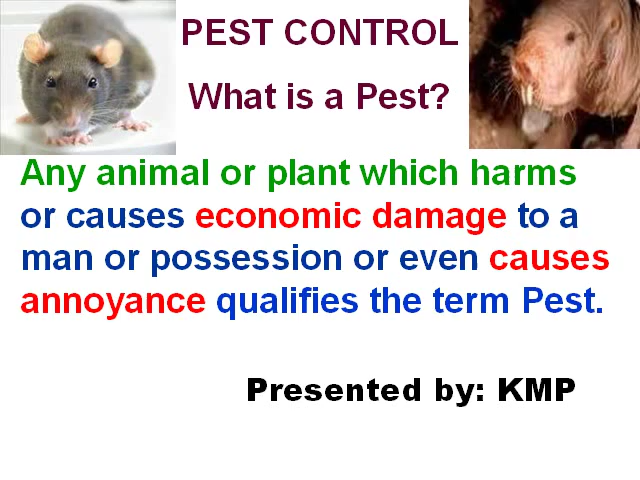 PEST CONTROL
What is a Pest?
Any animal or plant which harms
or causes economic damage to a
man or possession or even causes
annoyance qualifies the term Pest.
Presented by: KMP